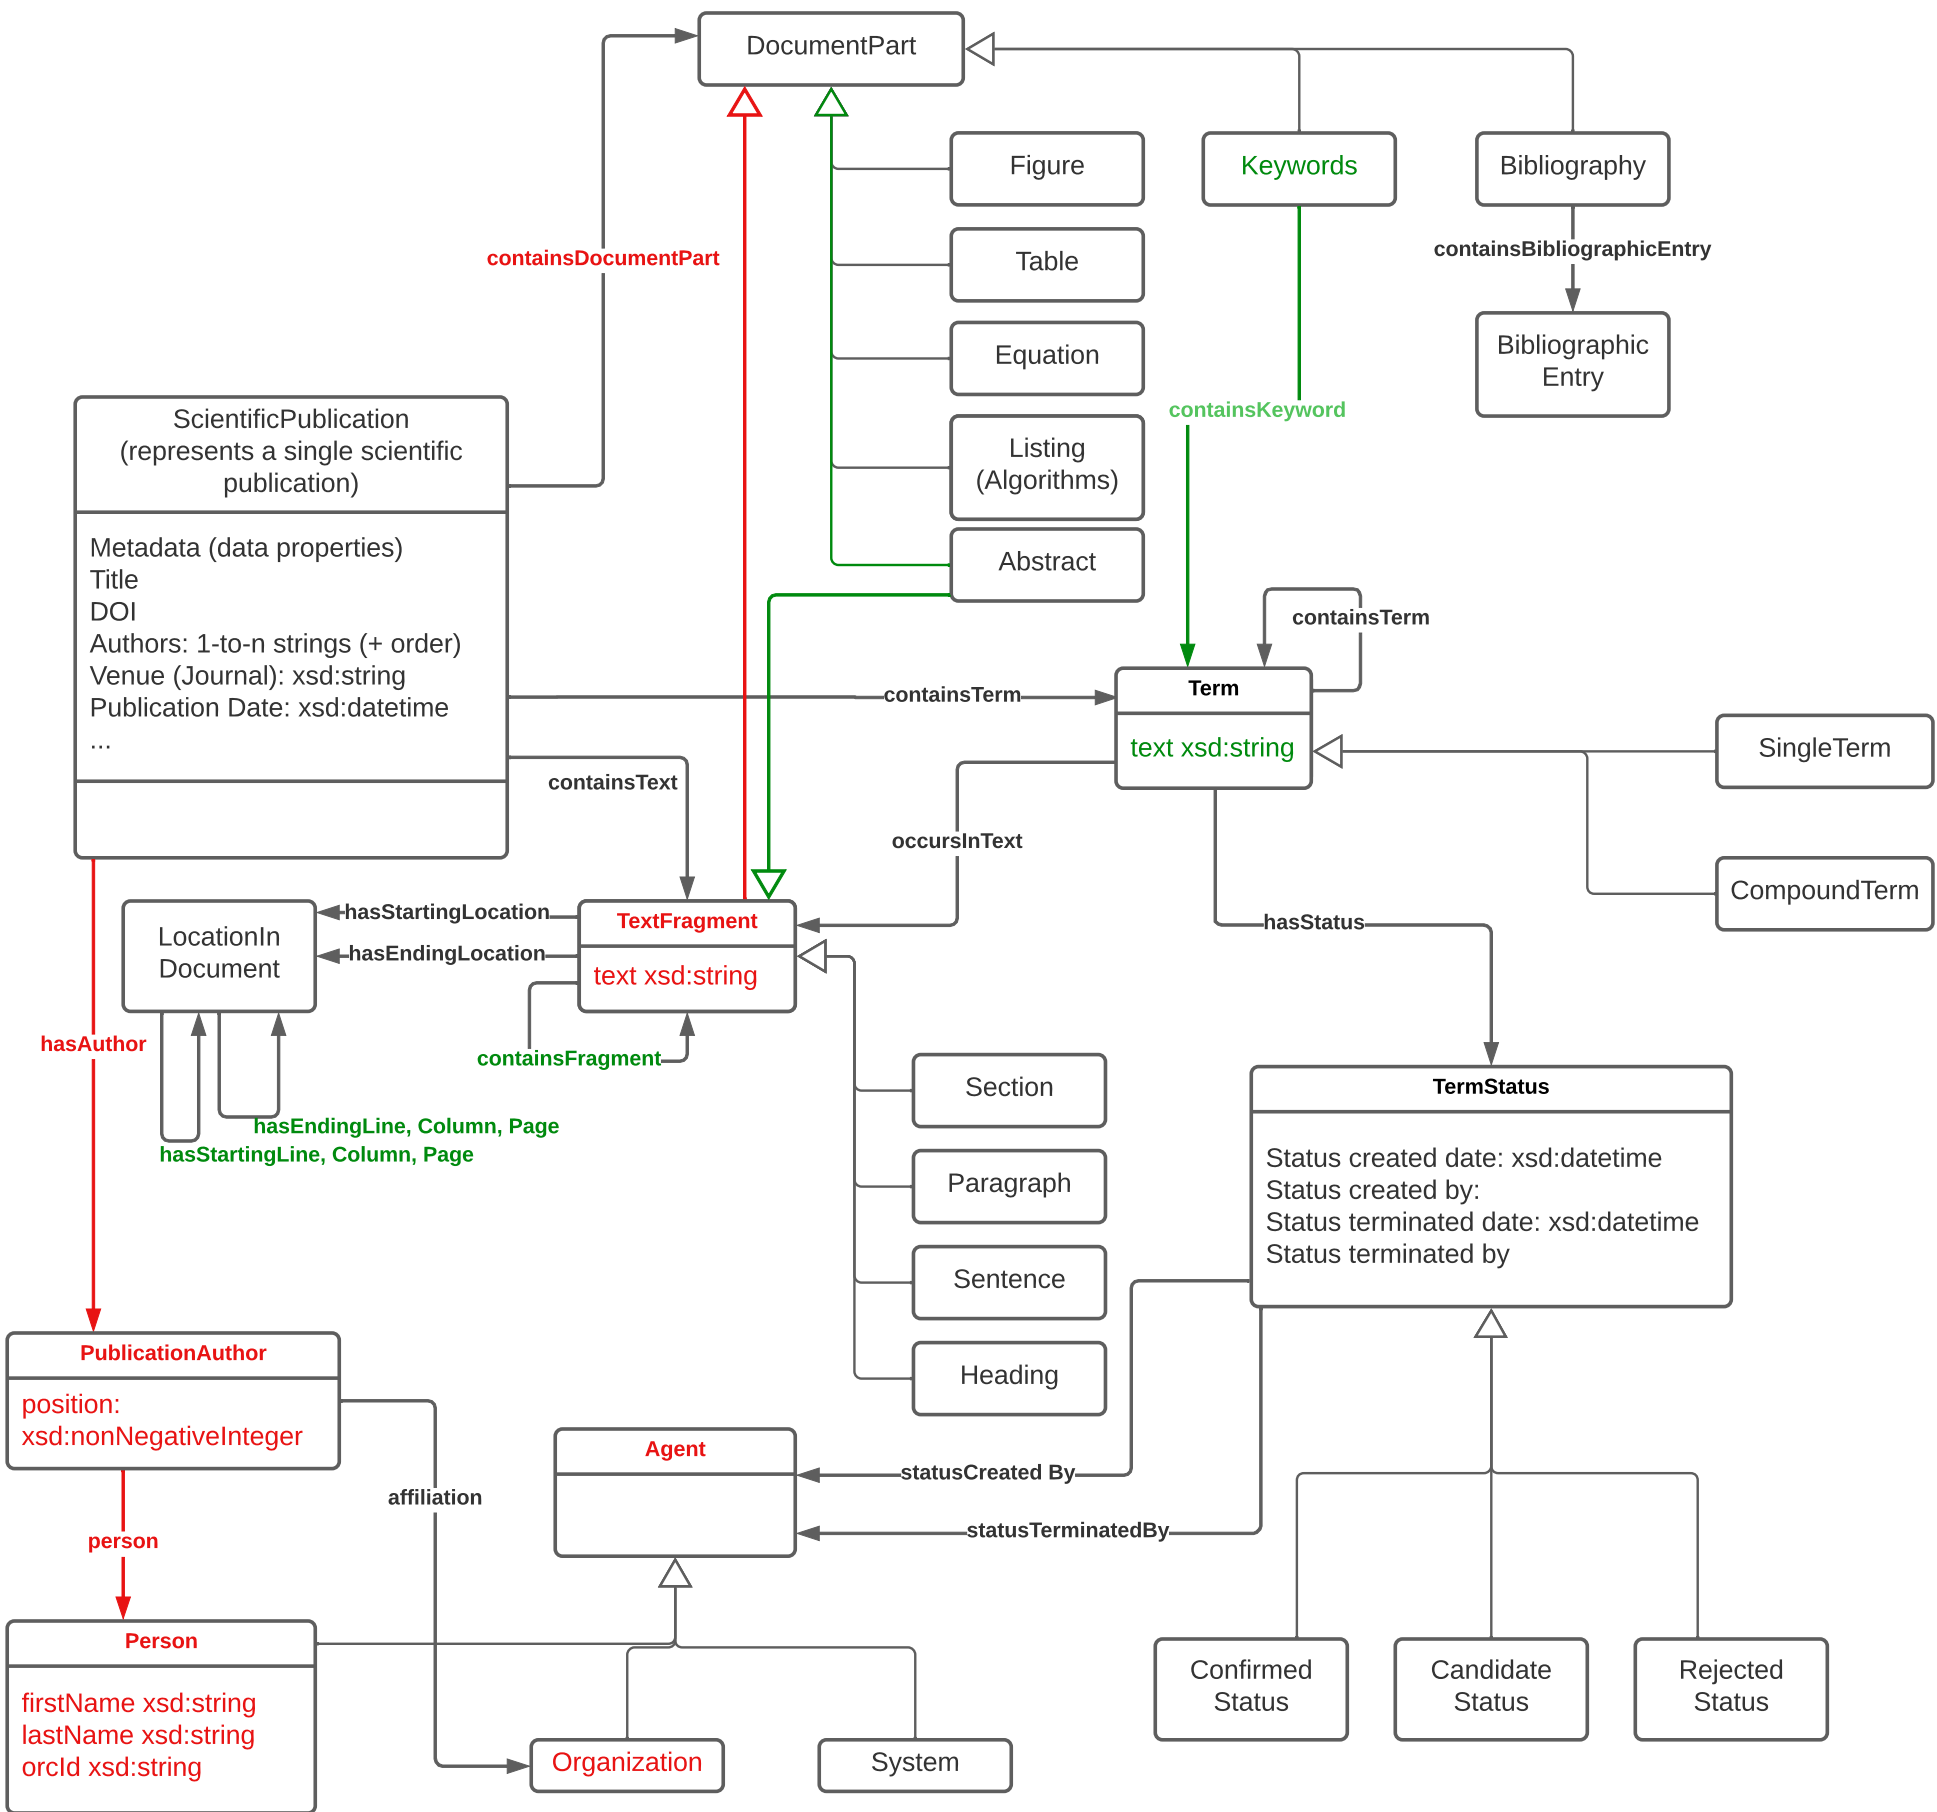 DocumentPart
Figure
Keywords
Bibliography
containsDocumentPart
Table
containsBibliographicEntry
Equation
Bibliographic
Entry
containsKeyword
ScientificPublication
(represents a single scientific
publication)
Listing
(Algorithms)
Metadata (data properties)
Title
DOI
Authors: 1-to-n strings (+ order)
Venue (Journal): xsd:string
Publication Date: xsd:datetime
...
Abstract
containsTerm
containsTerm
Term
text xsd:string
SingleTerm
containsText
occursInText
CompoundTerm
hasStatus
hasStartingLocation
TextFragment
LocationIn
Document
hasEndingLocation
text xsd:string
hasAuthor
containsFragment
Section
TermStatus
hasEndingLine, Column, Page
hasStartingLine, Column, Page
Paragraph
Status created date: xsd:datetime
Status created by:
Status terminated date: xsd:datetime
Status terminated by
Sentence
PublicationAuthor
Heading
position:
xsd:nonNegativeInteger
Agent
statusCreated By
affiliation
statusTerminatedBy
person
Person
firstName xsd:string
lastName xsd:string
orcId xsd:string
Organization
System
Confirmed
Status
Candidate
Status
Rejected
Status